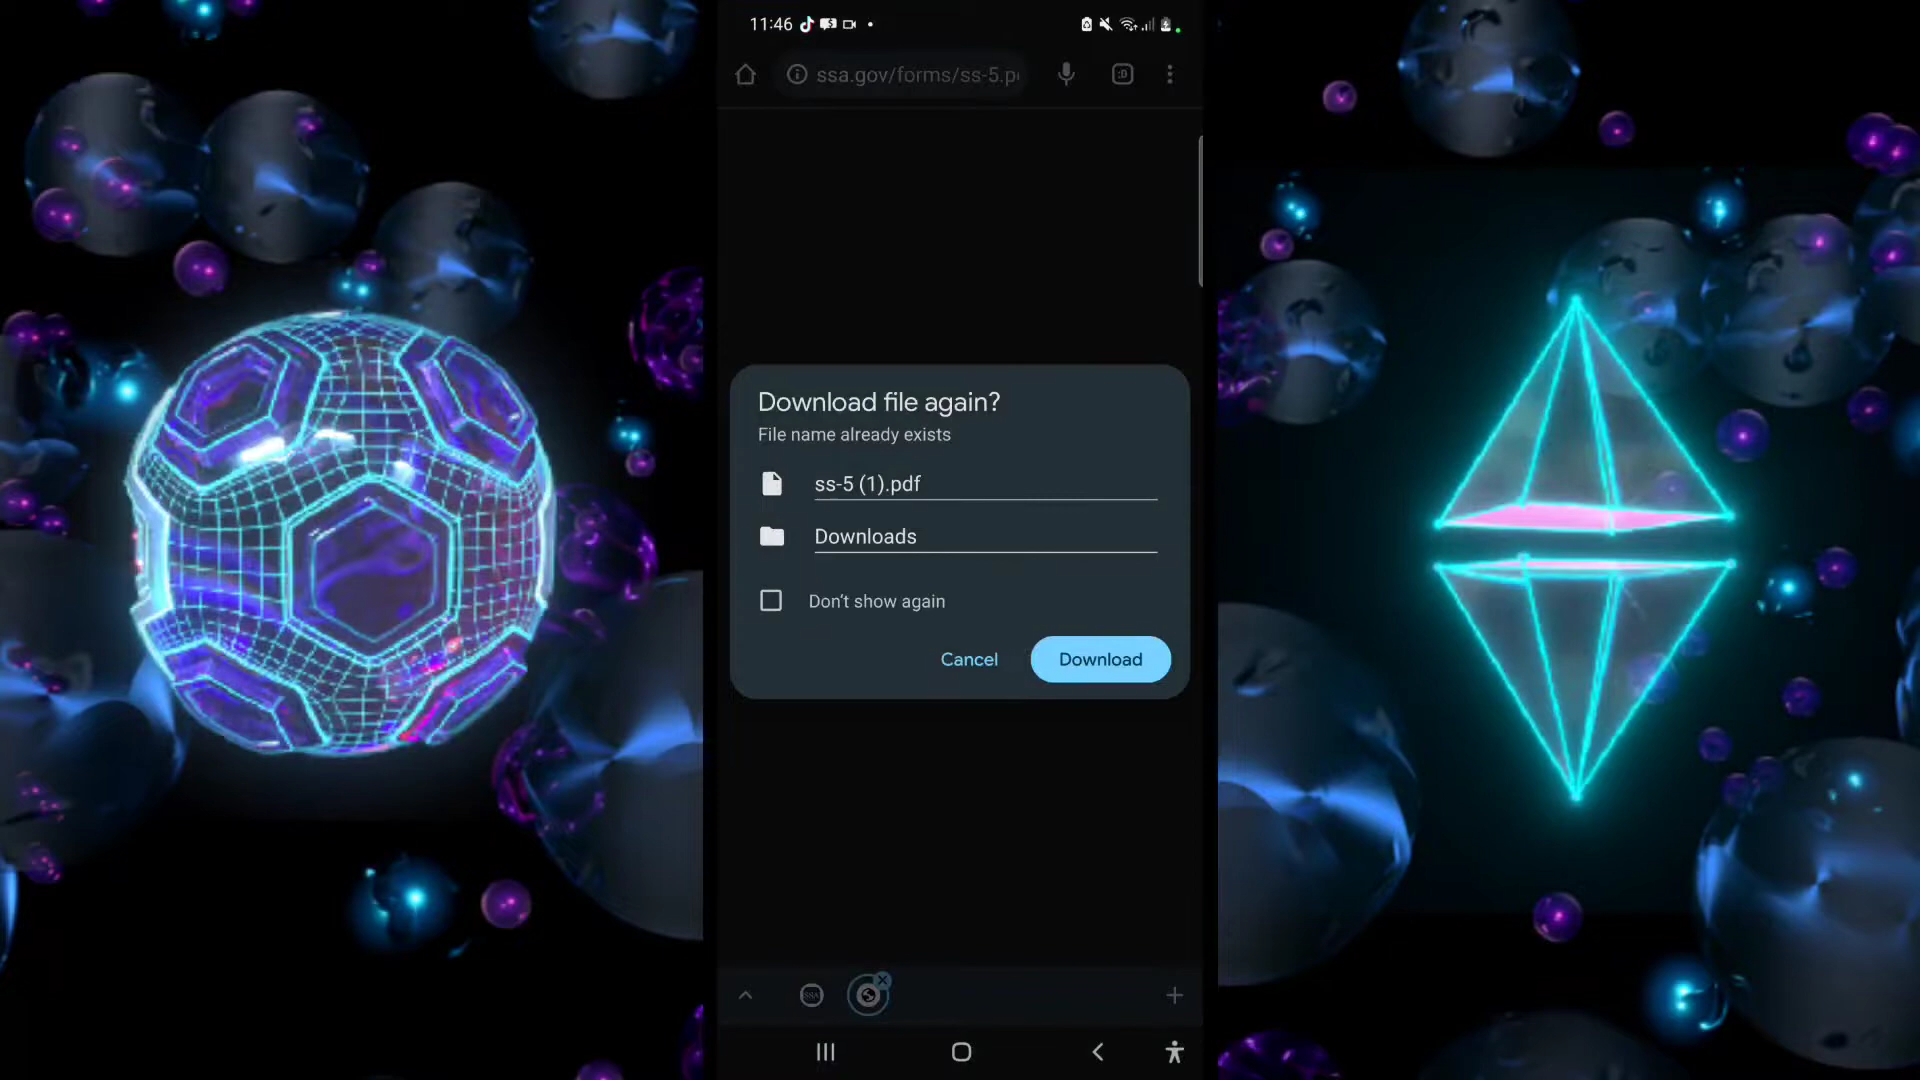 11:46
ssa.gov/forms/ss-5.p
:D
Download file again?
File name already exists
ss-5 (1).pdf
Downloads
Don't show again
Cancel
Download
SSA